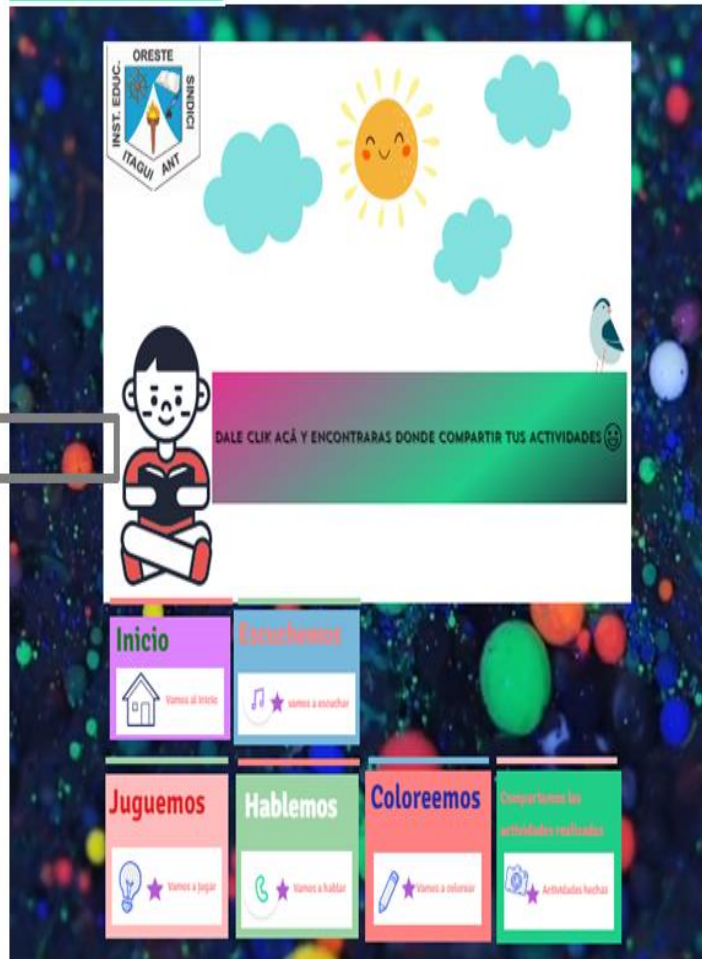 INST. EDUC.
ORESTE
SINDICI
ITAGUI ANT
DALE CLIK ACÁ Y ENCONTRARAS DONDE COMPARTIR TUS ACTIVIDADES
Inicio
Vamos al inicio
Escuchemos
vamos a escuchar
Juguemos
Vamos a jugar
Hablemos
Vamos a hablar
Coloreemos
Vamos a colorear
Compartamos las
actividades realizadas
Actividades hechas